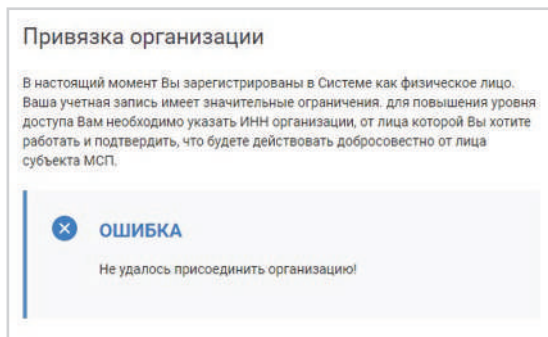 Привязка организации
В настоящий момент Вы зарегистрированы в Системе как физическое лицо.
Ваша учетная запись имеет значительные ограничения. для повышения уровня
доступа Вам необходимо указать ИНН организации, от лица которой Вы хотите
работать и подтвердить, что будете действовать добросовестно от лица
субъекта МСП.
ОШИБКА
Не удалось присоединить организацию!